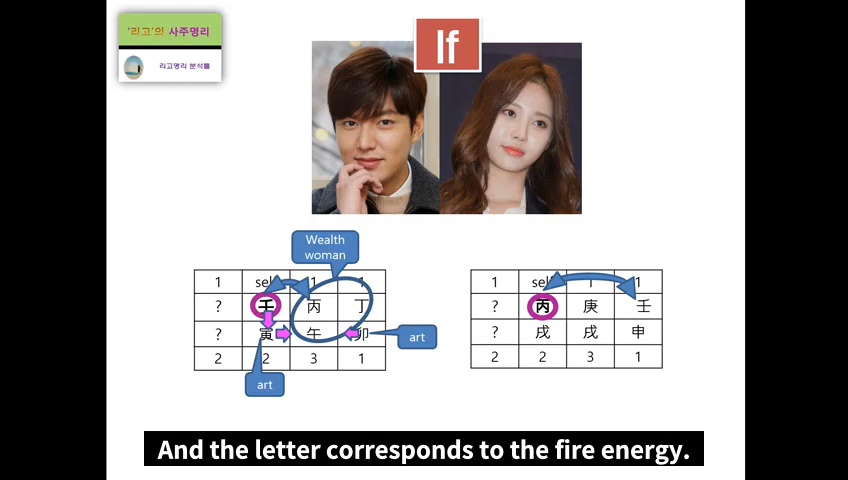 '리고'의 사주명리
리고명리 분석틀
If
Wealth
woman
1 self 1 1
? 壬 丙 丁
? 寅 午 卯
2 2 3 1
art
art
1 self 1 1
? 丙 庚 壬
? 戌 戌 申
2 2 3 1
And the letter corresponds to the fire energy.